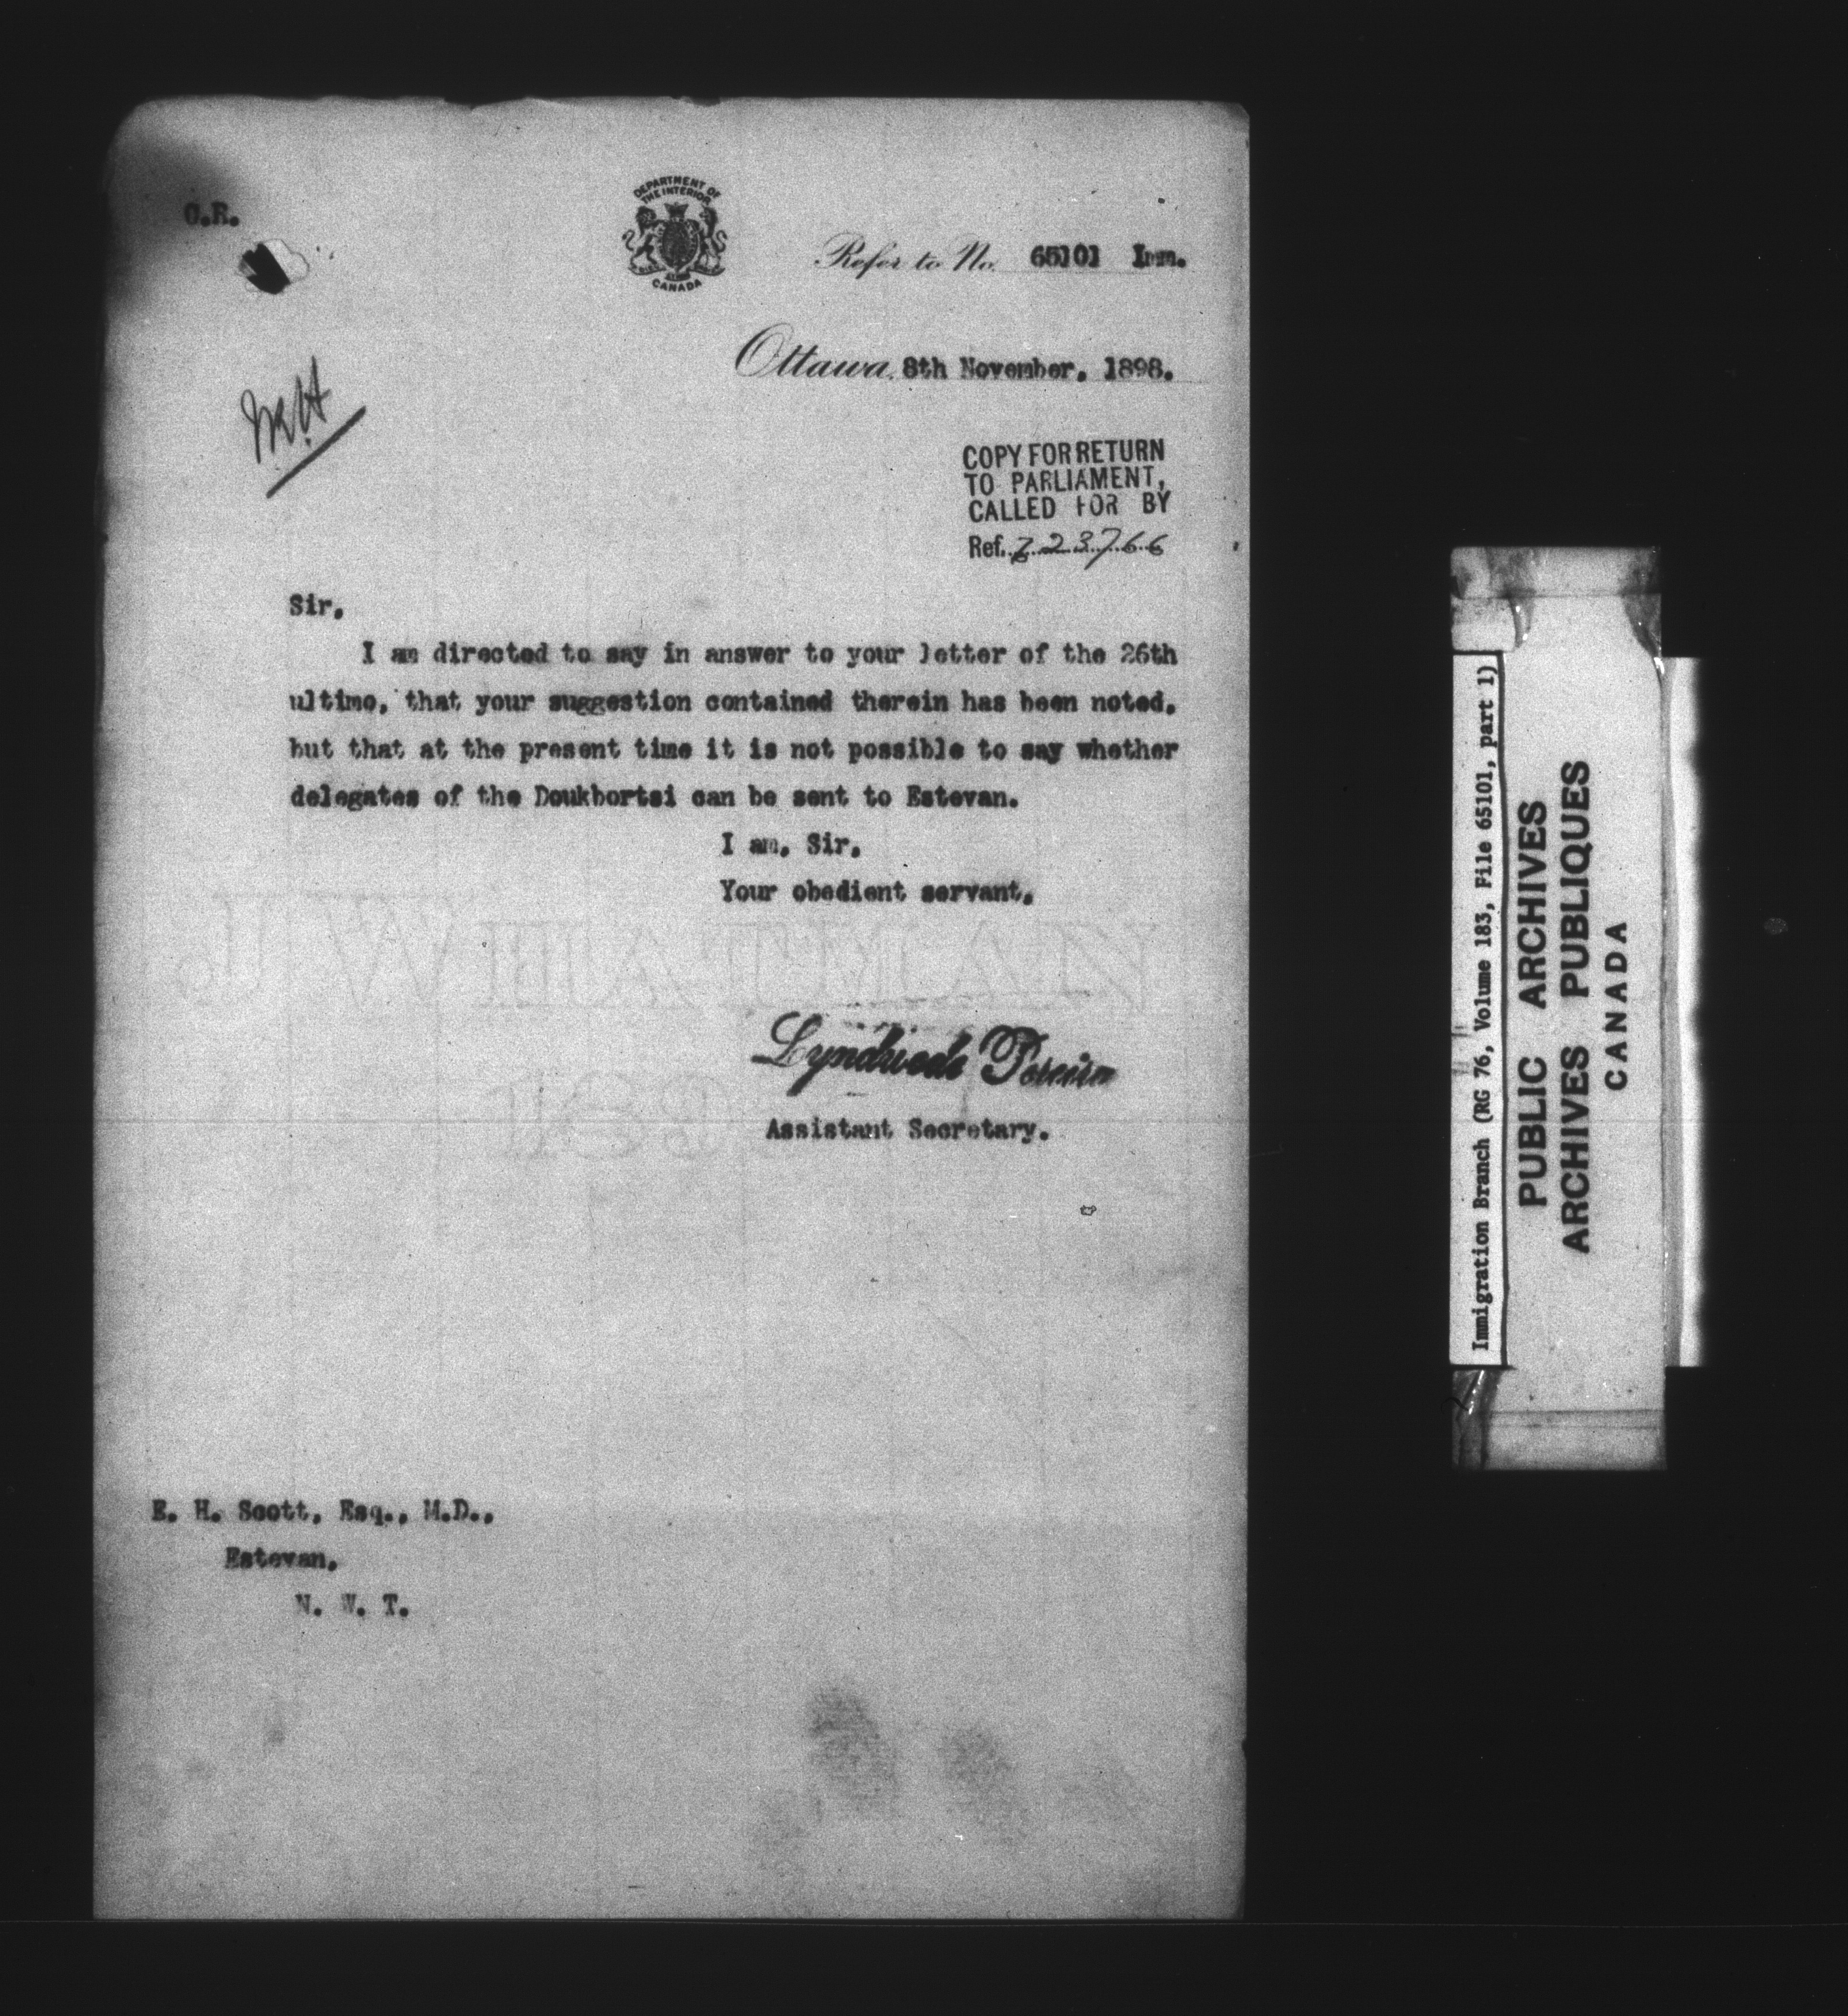 DEPARTMENT OF
THE INTERIOR
CANADA
Refer to No. 65101 Imm.
Ottawa, 8th November, 1898.
COPY FOR RETURN
TO PARLIAMENT,
CALLED FOR BY
Ref. 723766
Sir,
I am directed to say in answer to your letter of the 26th
ultimo, that your suggestion contained therein has been noted,
but that at the present time it is not possible to say whether
delegates of the Doukbortsi can be sent to Estevan.
I am, Sir,
Your obedient servant,
Lyndwode Pereira
Assistant Secretary.
E. H. Scott, Esq., M.D.,
Estevan,
N. W. T.
Immigration Branch (RG 76, Volume 183, File 65101, part 1)
PUBLIC ARCHIVES
ARCHIVES PUBLIQUES
CANADA